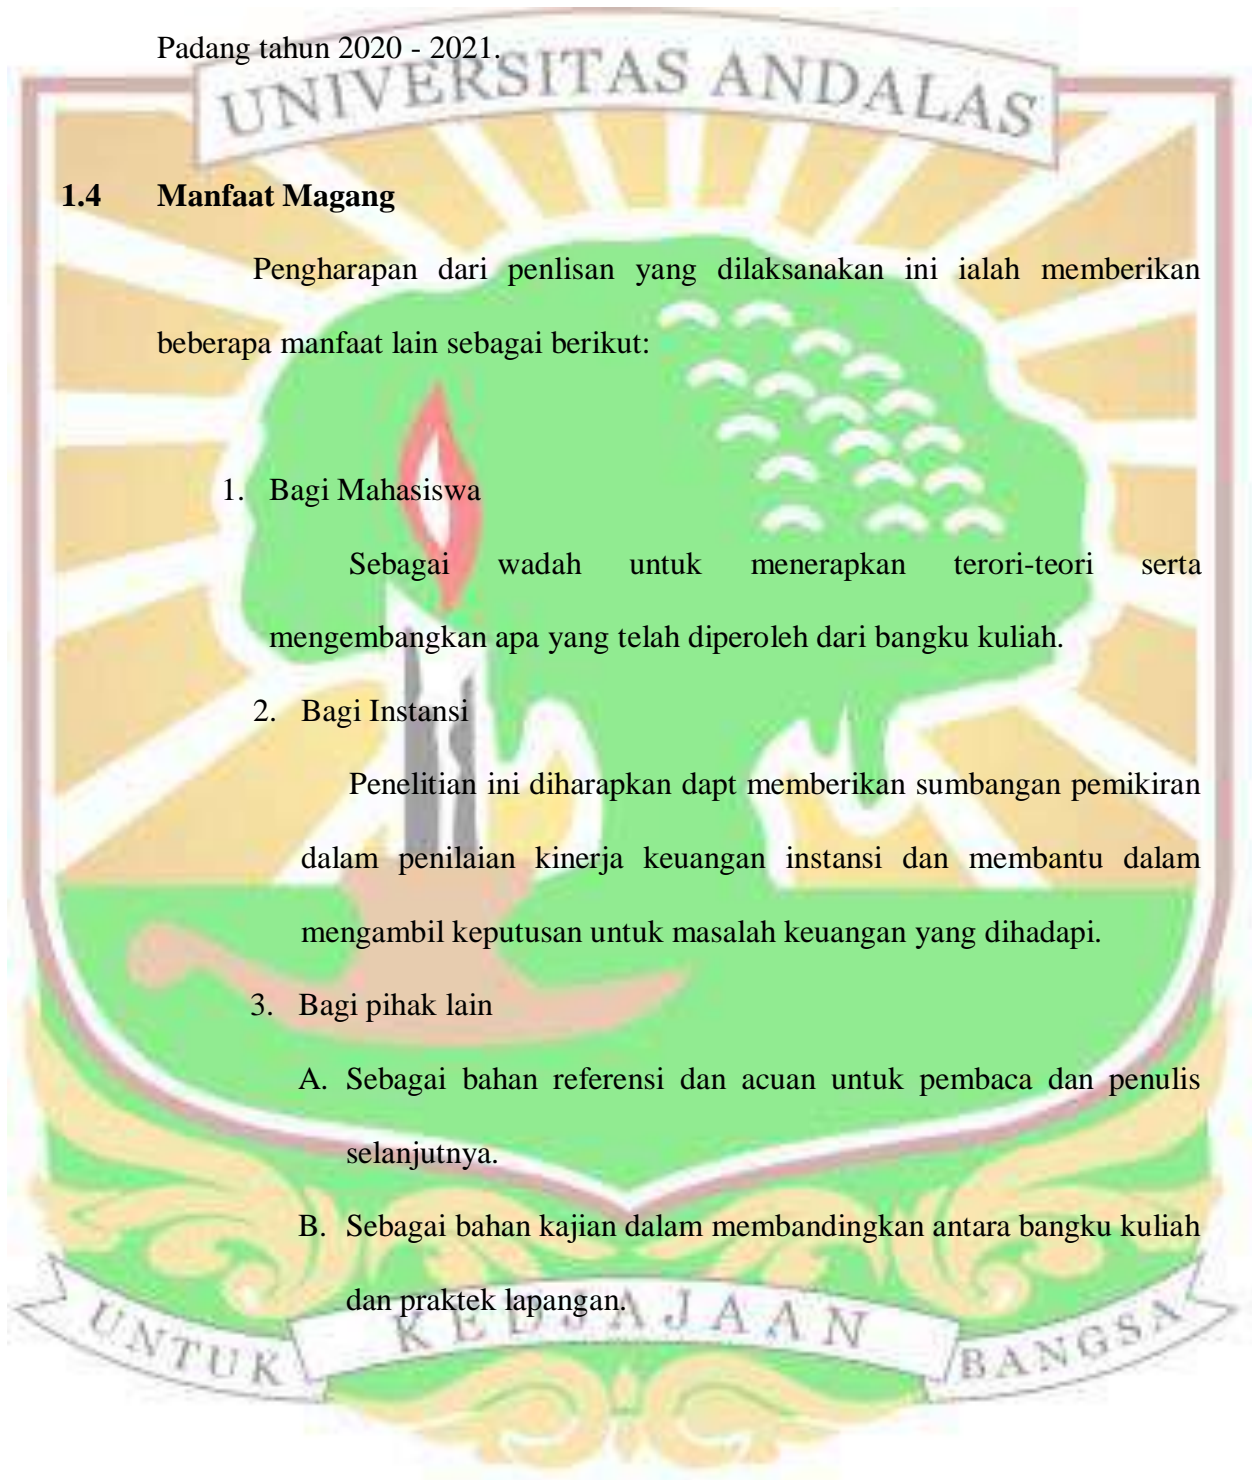 Padang tahun 2020 - 2021.
UNIVERSITAS ANDALAS
1.4 Manfaat Magang
Pengharapan dari penlisan yang dilaksanakan ini ialah memberikan
beberapa manfaat lain sebagai berikut:
1. Bagi Mahasiswa
Sebagai wadah untuk menerapkan terori-teori serta
mengembangkan apa yang telah diperoleh dari bangku kuliah.
2. Bagi Instansi
Penelitian ini diharapkan dapt memberikan sumbangan pemikiran
dalam penilaian kinerja keuangan instansi dan membantu dalam
mengambil keputusan untuk masalah keuangan yang dihadapi.
3. Bagi pihak lain
A. Sebagai bahan referensi dan acuan untuk pembaca dan penulis
selanjutnya.
B. Sebagai bahan kajian dalam membandingkan antara bangku kuliah
dan praktek lapangan.
UNTUK KEDJAJAAN BANGSA